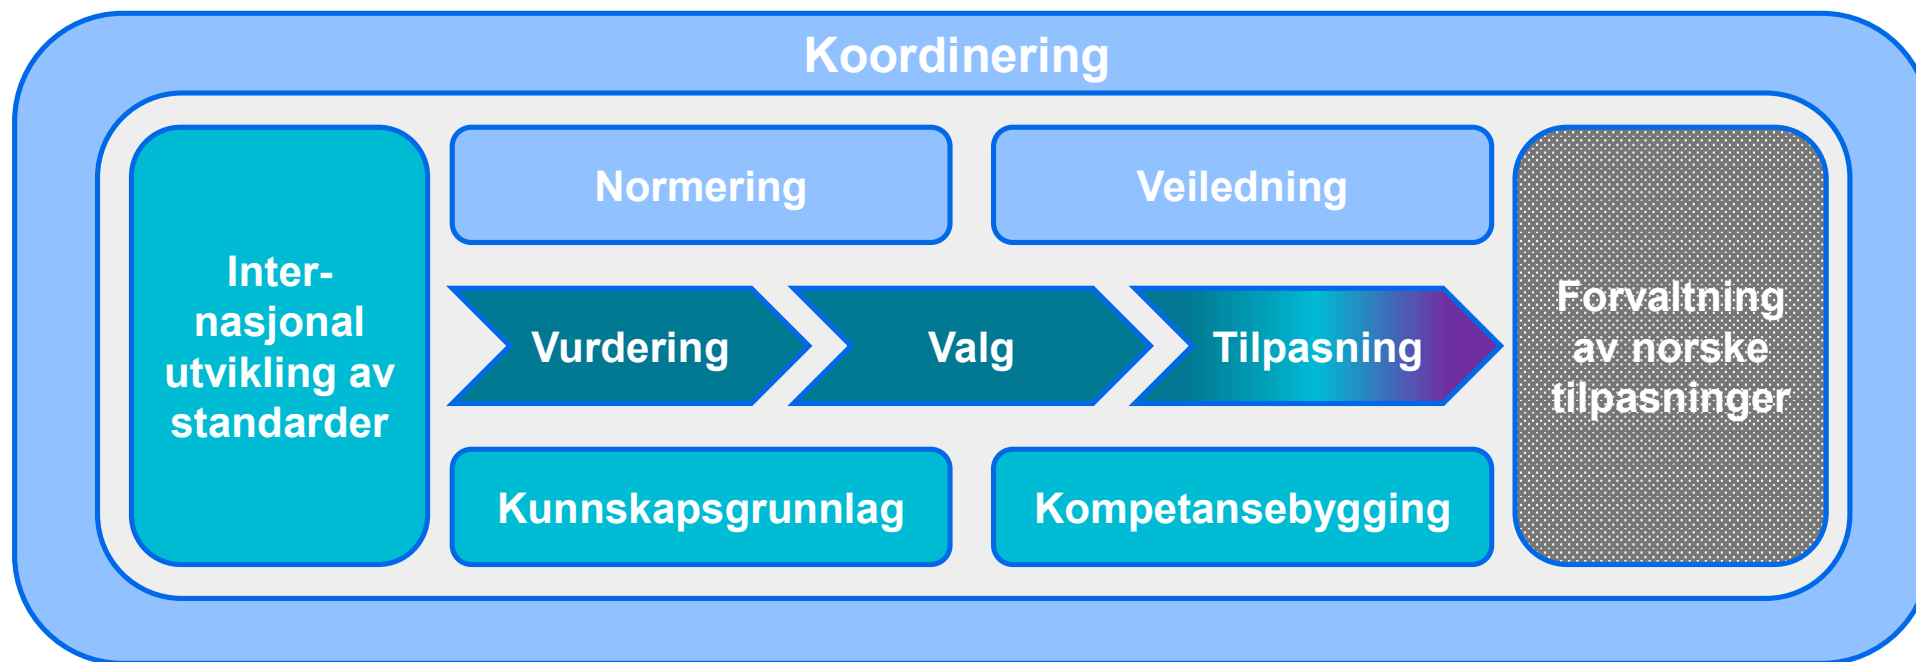 Koordinering
Inter-
nasjonal
utvikling av
standarder
Normering
Veiledning
Vurdering
Valg
Tilpasning
Kunnskapsgrunnlag
Kompetansebygging
Forvaltning
av norske
tilpasninger